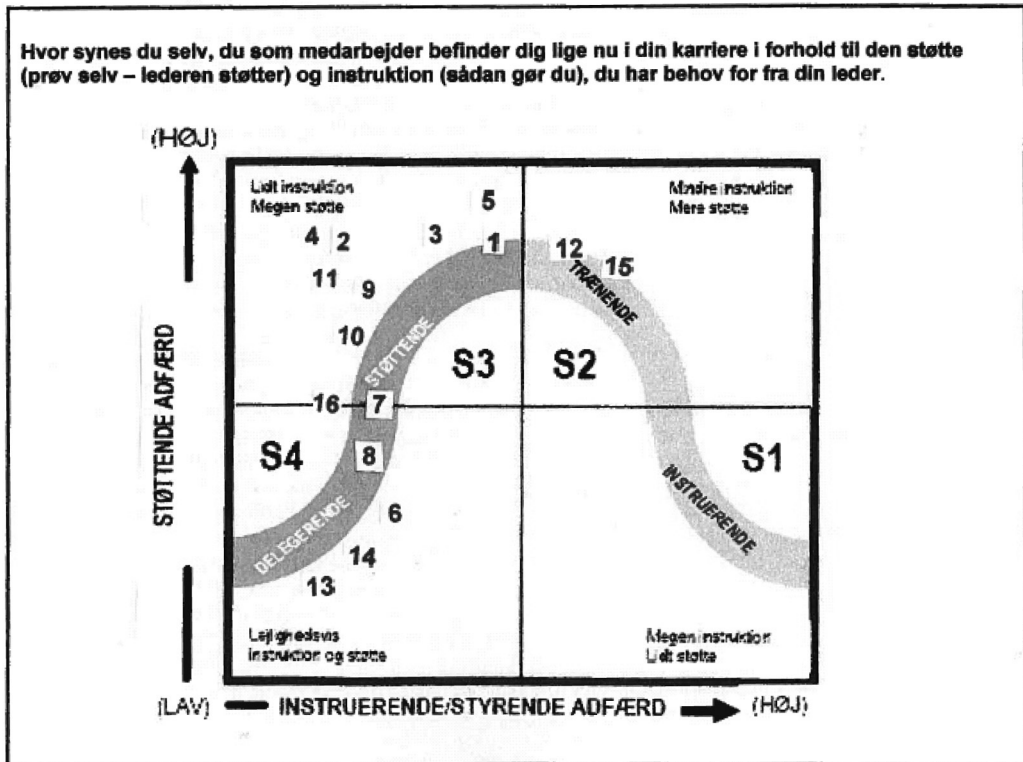 Hvor synes du selv, du som medarbejder befinder dig lige nu i din karriere i forhold til den støtte
(prøv selv – lederen støtter) og instruktion (sådan gør du), du har behov for fra din leder.
(HØJ)
Lidt instruktion
Megen støtte
Mindre instruktion
Mere støtte
5
4 2 3 1 12 15
11 9
10
TRÆNENDE
STØTTENDE
S3 S2
16 7
STØTTENDE ADFÆRD
S4 8 S1
6
14
13
DELEGERENDE
INSTRUERENDE
Lejlighedsvis
instruktion og støtte
Megen instruktion
Lidt støtte
(LAV) INSTRUERENDE/STYRENDE ADFÆRD (HØJ)